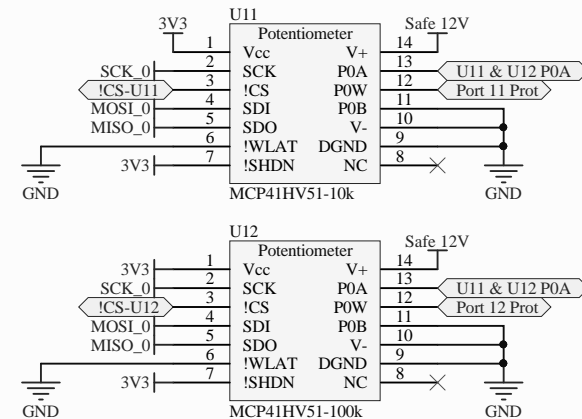 U11
3V3
Potentiometer
Safe 12V
1 Vcc V+ 14
SCK_0 2 SCK P0A 13 U11 & U12 P0A
!CS-U11 3 !CS P0W 12 Port 11 Prot
MOSI_0 4 SDI P0B 11
MISO_0 5 SDO V- 10
6 !WLAT DGND 9
3V3 7 !SHDN NC 8
GND
GND
MCP41HV51-10k
U12
Potentiometer
Safe 12V
3V3 1 Vcc V+ 14
SCK_0 2 SCK P0A 13 U11 & U12 P0A
!CS-U12 3 !CS P0W 12 Port 12 Prot
MOSI_0 4 SDI P0B 11
MISO_0 5 SDO V- 10
6 !WLAT DGND 9
3V3 7 !SHDN NC 8
GND
GND
MCP41HV51-100k